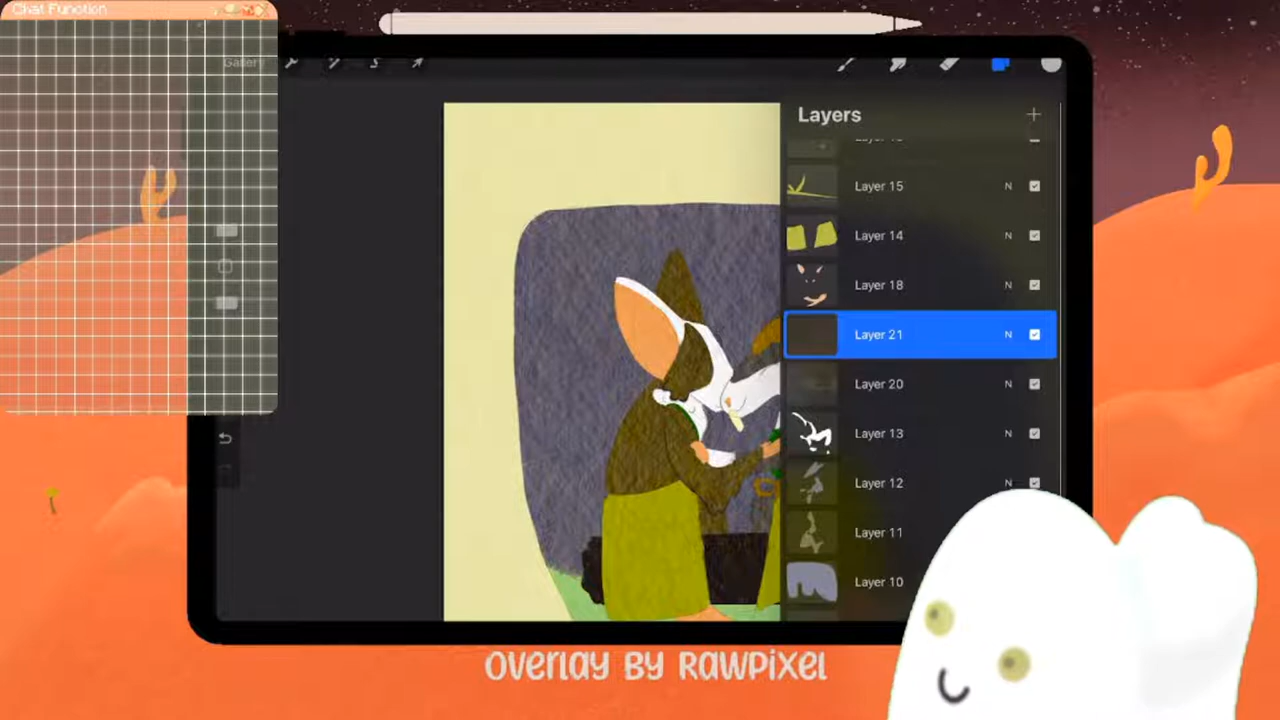 Chat Function
Gallery
Layers
Layer 15 N
Layer 14 N
Layer 18 N
Layer 21 N
Layer 20 N
Layer 13 N
Layer 12 N
Layer 11
Layer 10
Overlay by Rawpixel